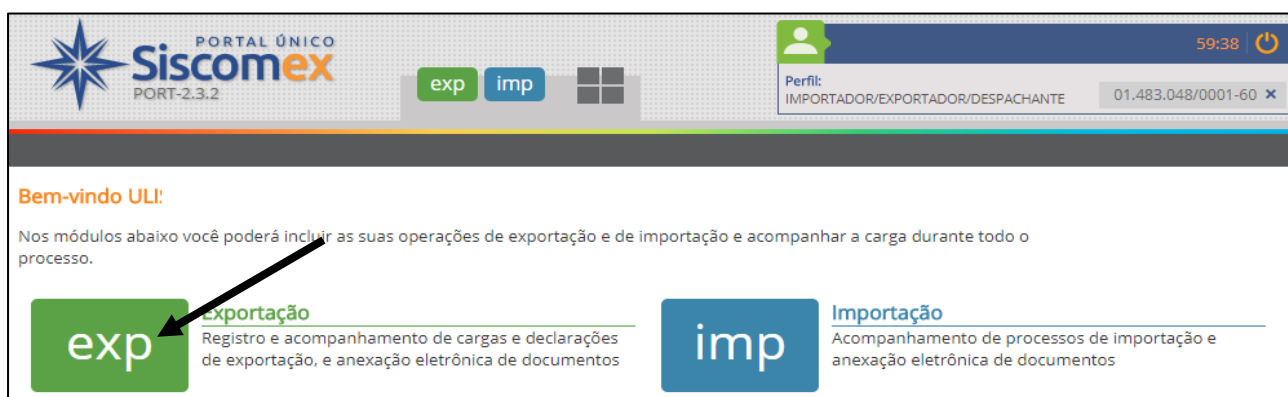 PORTAL ÚNICO
Siscomex
PORT-2.3.2
exp imp
59:38
Perfil:
IMPORTADOR/EXPORTADOR/DESPACHANTE
01.483.048/0001-60 ×
Bem-vindo ULI
Nos módulos abaixo você poderá incluir as suas operações de exportação e de importação e acompanhar a carga durante todo o
processo.
exp
Exportação
Registro e acompanhamento de cargas e declarações
de exportação, e anexação eletrônica de documentos
imp
Importação
Acompanhamento de processos de importação e
anexação eletrônica de documentos